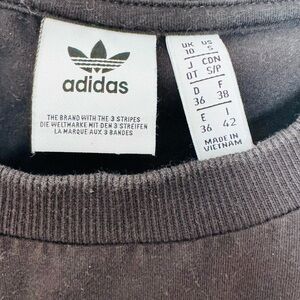 adidas
THE BRAND WITH THE 3 STRIPES
DIE WELTMARKE MIT DEN 3 STREIFEN
LA MARQUE AUX 3 BANDES
UK US
10 S
J CDN
OT S/P
D F
36 38
E I
36 42
MADE IN
VIETNAM